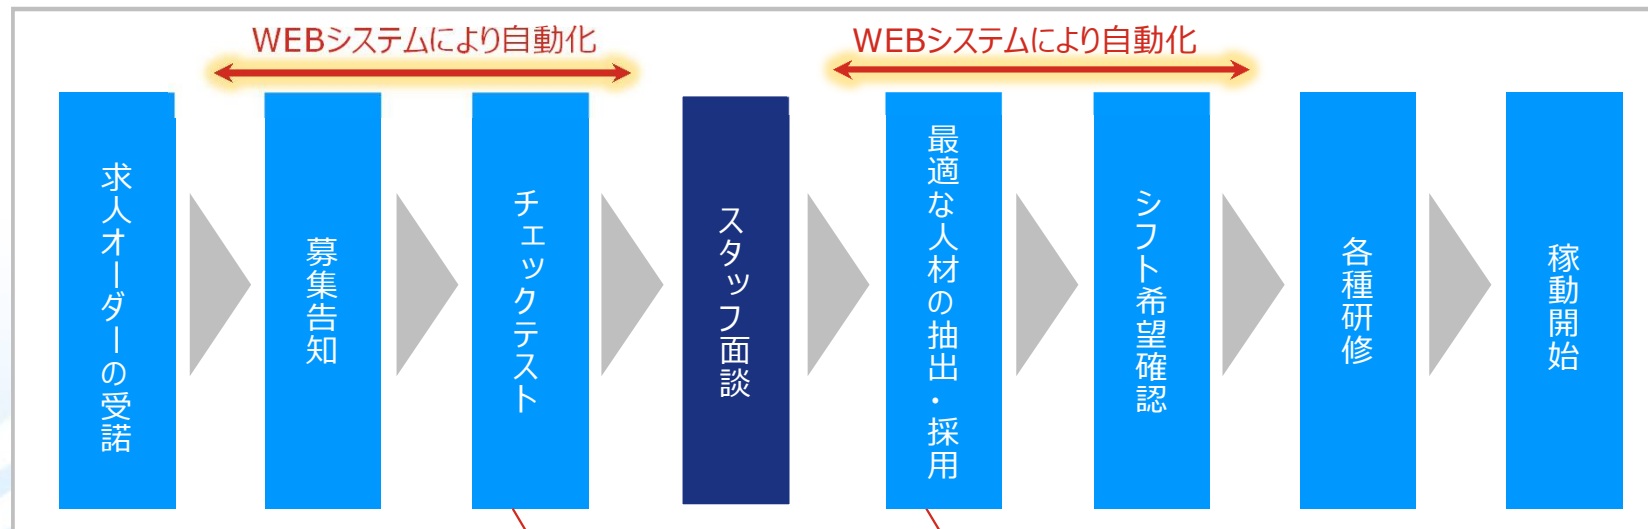 WEBシステムにより自動化
WEBシステムにより自動化
求人オーダーの受諾
募集告知
チェックテスト
スタッフ面談
最適な人材の抽出・採用
シフト希望確認
各種研修
稼動開始